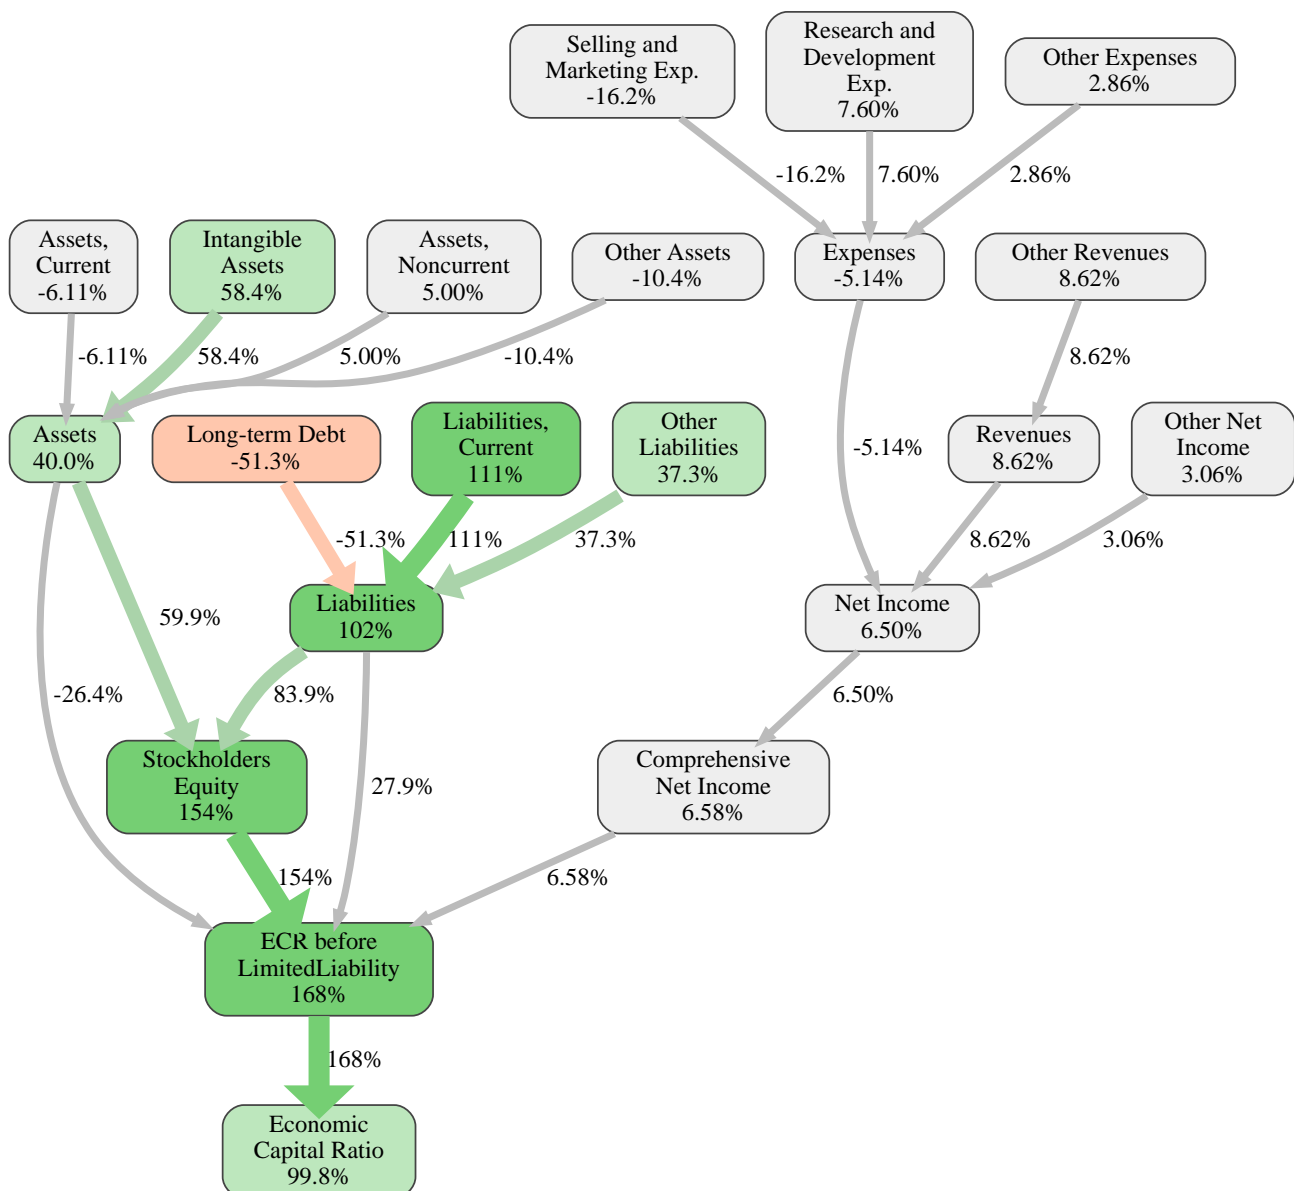 Selling and
Marketing Exp.
-16.2%
Research and
Development
Exp.
7.60%
Other Expenses
2.86%
-16.2%
7.60%
2.86%
Assets,
Current
-6.11%
Intangible
Assets
58.4%
Assets,
Noncurrent
5.00%
Other Assets
-10.4%
Expenses
-5.14%
Other Revenues
8.62%
-6.11%
58.4%
5.00%
-10.4%
8.62%
Assets
40.0%
Long-term Debt
-51.3%
Liabilities,
Current
111%
Other
Liabilities
37.3%
-5.14%
Revenues
8.62%
Other Net
Income
3.06%
-51.3%
111%
37.3%
8.62%
3.06%
Liabilities
102%
Net Income
6.50%
59.9%
-26.4%
83.9%
6.50%
Stockholders
Equity
154%
27.9%
Comprehensive
Net Income
6.58%
154%
6.58%
ECR before
LimitedLiability
168%
168%
Economic
Capital Ratio
99.8%